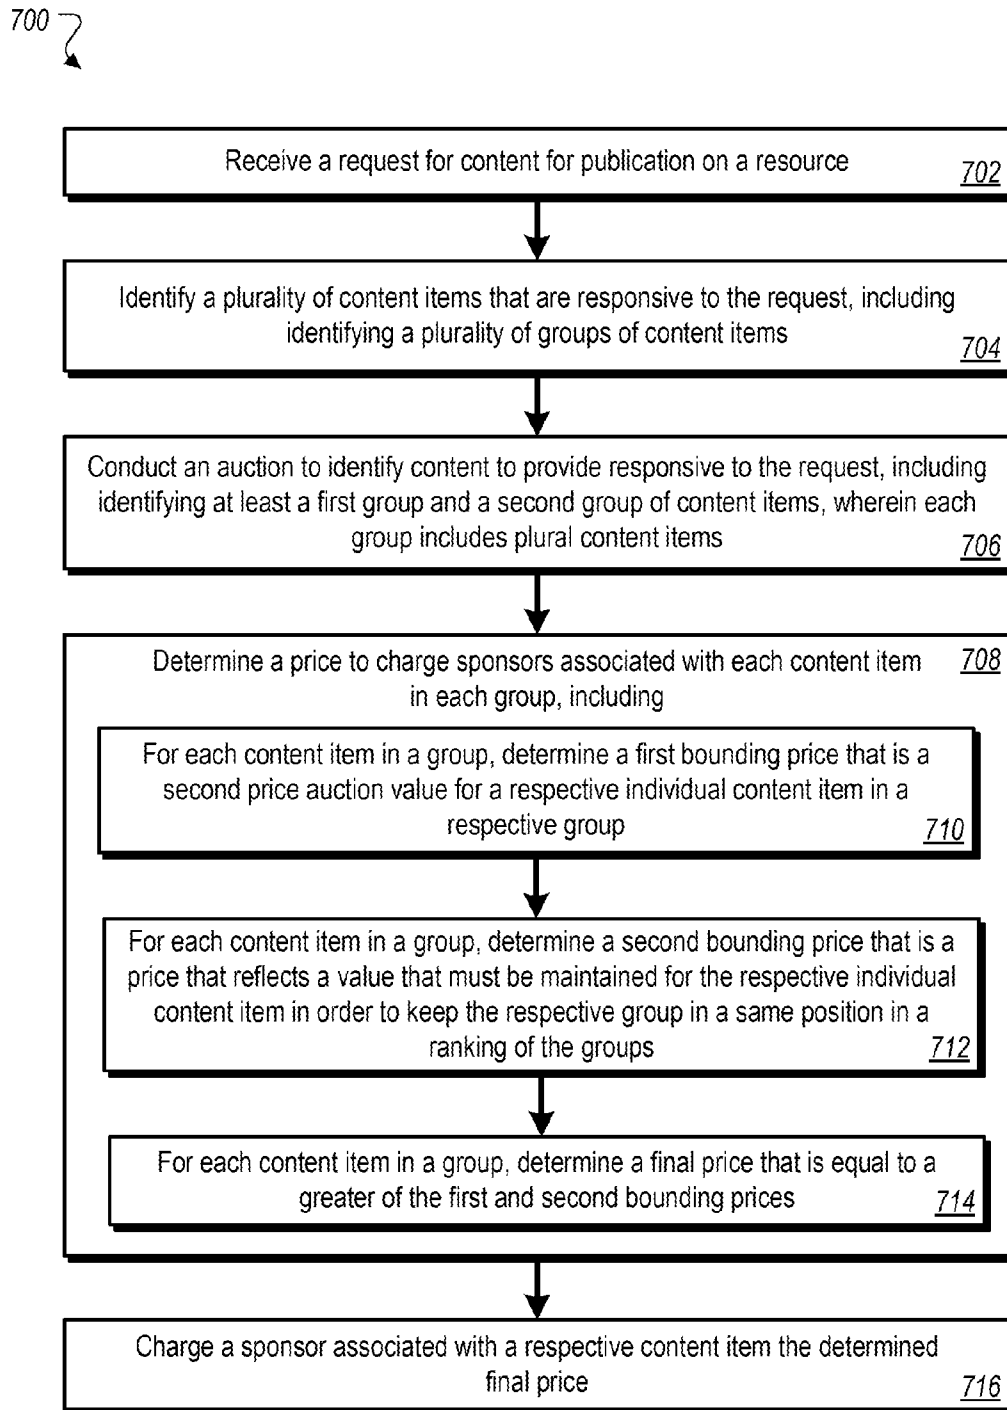 700
Receive a request for content for publication on a resource
702
Identify a plurality of content items that are responsive to the request, including
identifying a plurality of groups of content items
704
Conduct an auction to identify content to provide responsive to the request, including
identifying at least a first group and a second group of content items, wherein each
group includes plural content items
706
Determine a price to charge sponsors associated with each content item
708
in each group, including
For each content item in a group, determine a first bounding price that is a
second price auction value for a respective individual content item in a
respective group
710
For each content item in a group, determine a second bounding price that is a
price that reflects a value that must be maintained for the respective individual
content item in order to keep the respective group in a same position in a
ranking of the groups
712
For each content item in a group, determine a final price that is equal to a
greater of the first and second bounding prices
714
Charge a sponsor associated with a respective content item the determined
final price
716